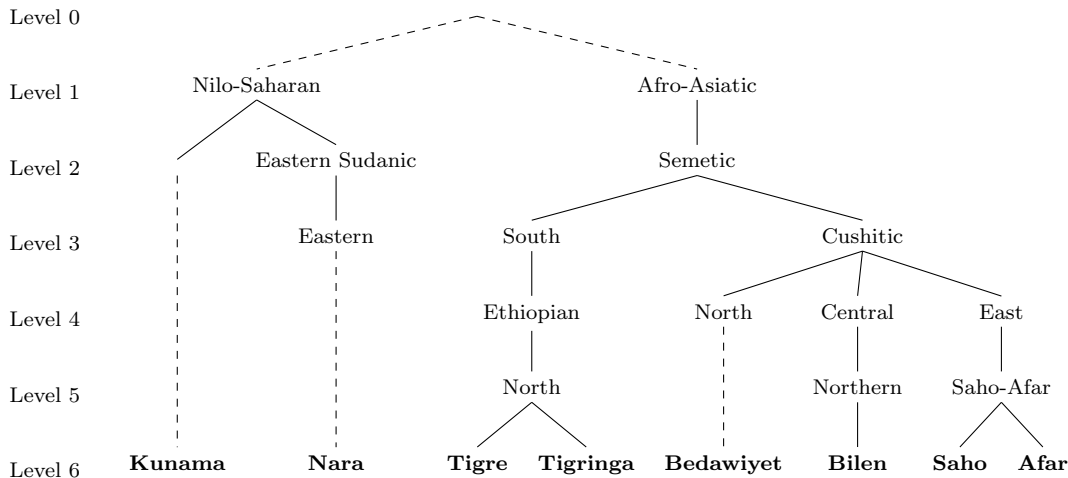 Level 0
Level 1 Nilo-Saharan Afro-Asiatic
Level 2 Eastern Sudanic Semetic
Level 3 Eastern South Cushitic
Level 4 Ethiopian North Central East
Level 5 North Northern Saho-Afar
Level 6 Kunama Nara Tigre Tigringa Bedawiyet Bilen Saho Afar